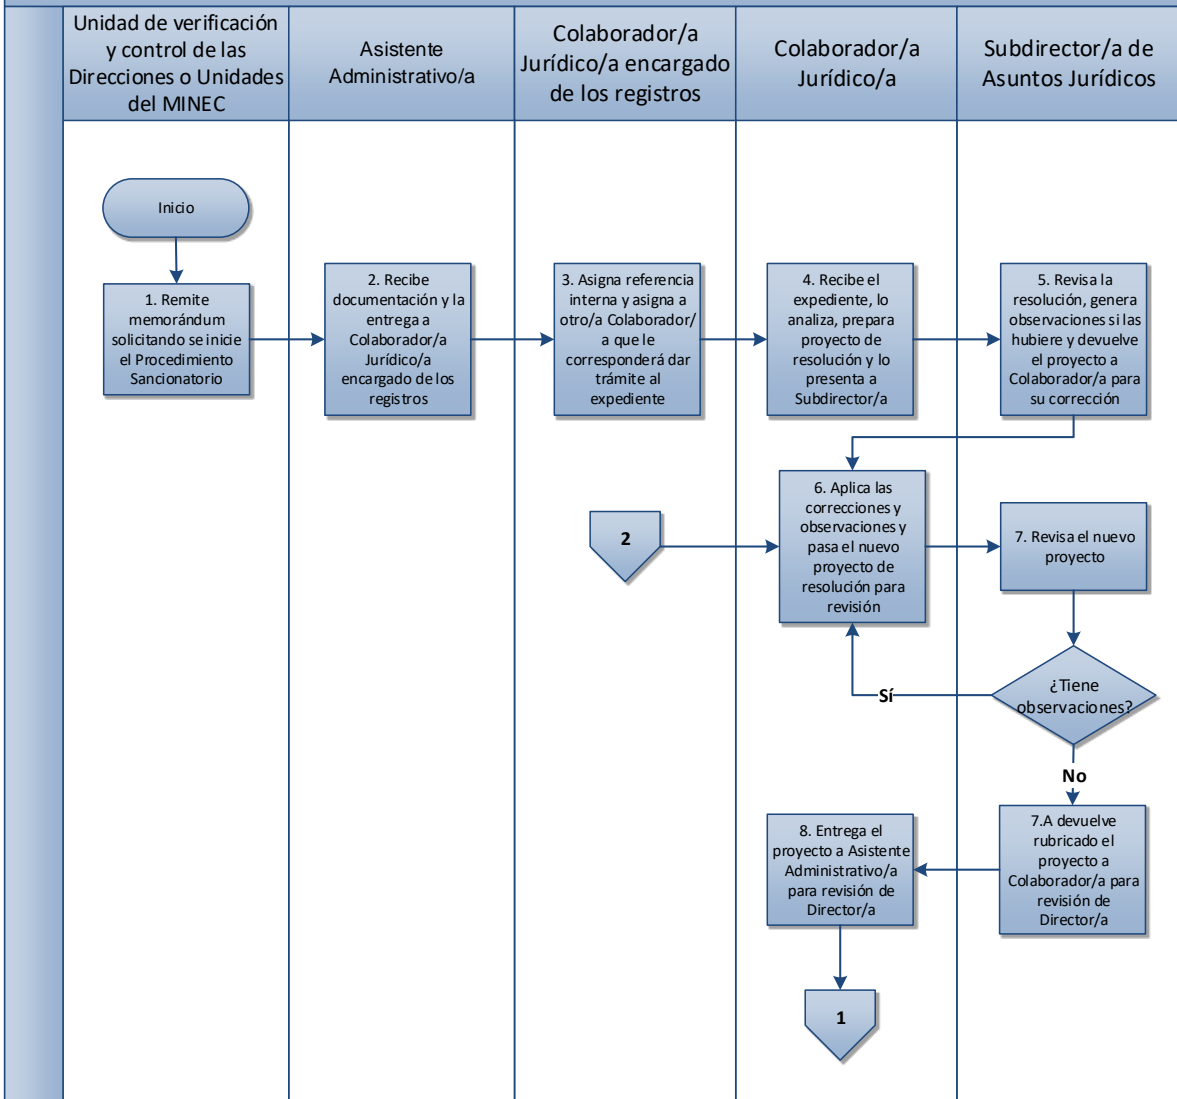 Unidad de verificación
y control de las
Direcciones o Unidades
del MINEC
Asistente
Administrativo/a
Colaborador/a
Jurídico/a encargado
de los registros
Colaborador/a
Jurídico/a
Subdirector/a de
Asuntos Jurídicos
Inicio
1. Remite
memorándum
solicitando se inicie
el Procedimiento
Sancionatorio
2. Recibe
documentación y la
entrega a
Colaborador/a
Jurídico/a
encargado de los
registros
3. Asigna referencia
interna y asigna a
otro/a Colaborador/
a que le
corresponderá dar
trámite al
expediente
4. Recibe el
expediente, lo
analiza, prepara
proyecto de
resolución y lo
presenta a
Subdirector/a
5. Revisa la
resolución, genera
observaciones si las
hubiere y devuelve
el proyecto a
Colaborador/a para
su corrección
2
6. Aplica las
correcciones y
observaciones y
pasa el nuevo
proyecto de
resolución para
revisión
7. Revisa el nuevo
proyecto
¿Tiene
observaciones?
Sí
No
7.A devuelve
rubricado el
proyecto a
Colaborador/a para
revisión de
Director/a
8. Entrega el
proyecto a Asistente
Administrativo/a
para revisión de
Director/a
1